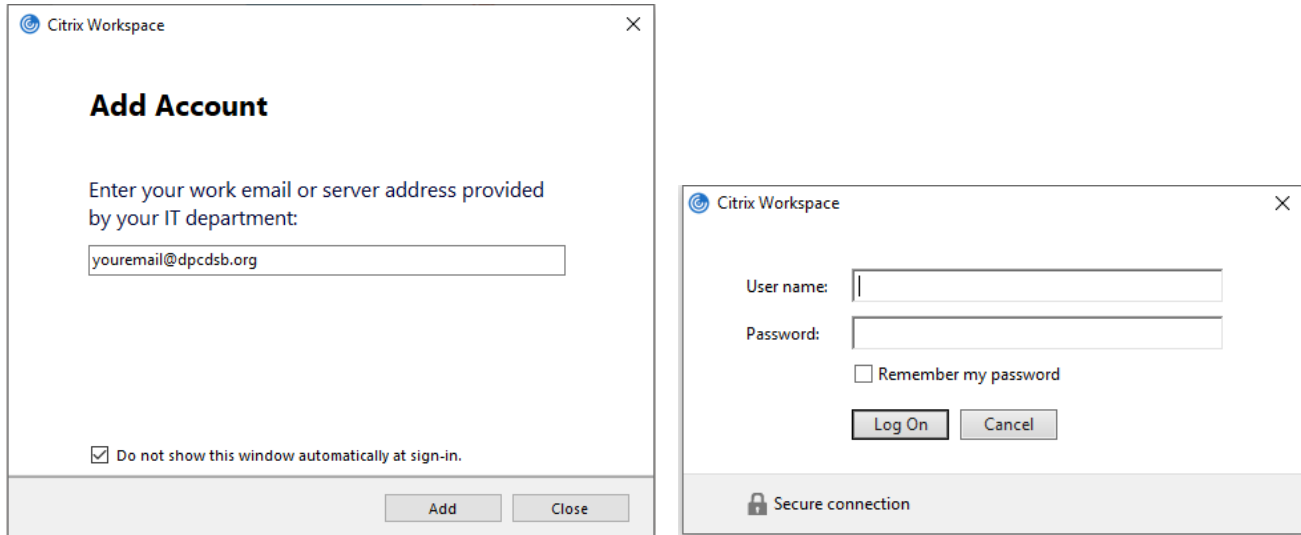 Citrix Workspace
Add Account
Enter your work email or server address provided
by your IT department:
youremail@dpcdsb.org
Do not show this window automatically at sign-in.
Add
Close
Citrix Workspace
User name:
Password:
Remember my password
Log On
Cancel
Secure connection